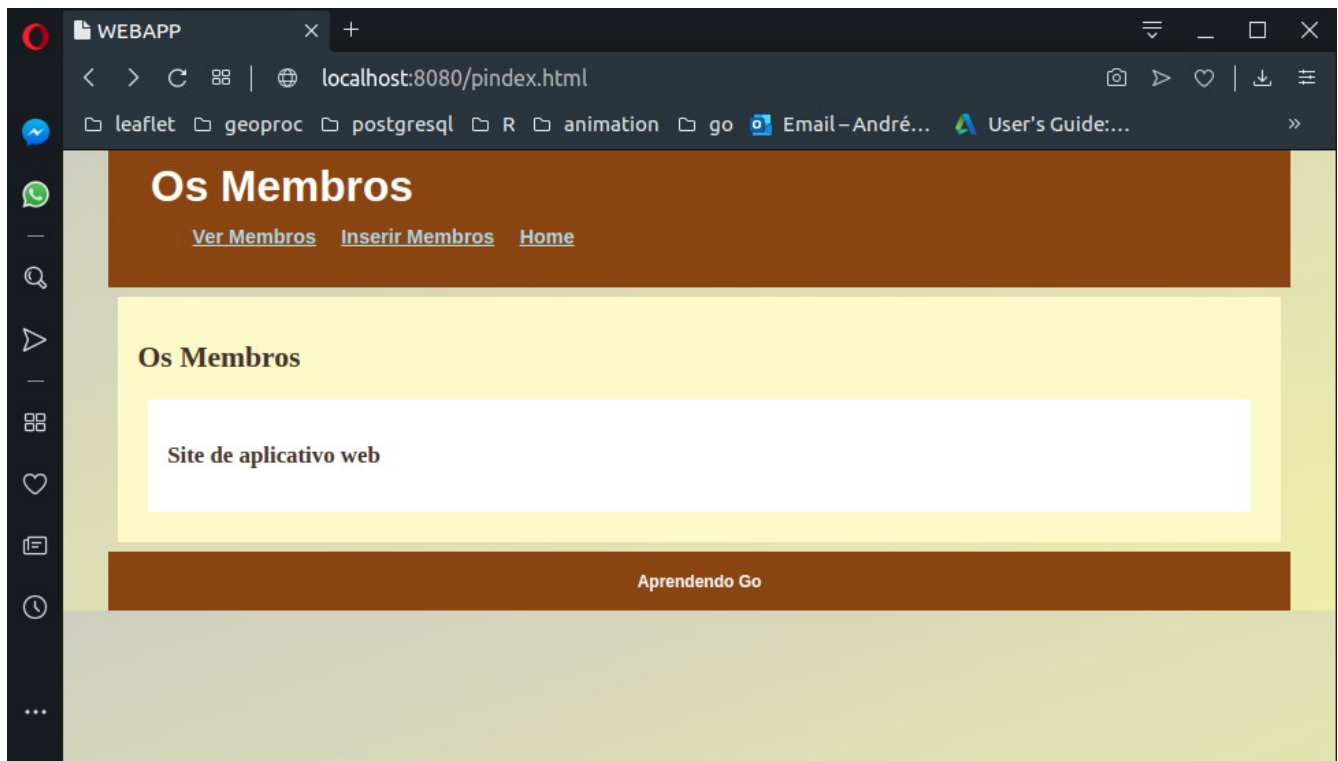 WEBAPP
localhost:8080/pindex.html
leaflet geoproc postgresql R animation go Email – André... User's Guide:...
Os Membros
Ver Membros Inserir Membros Home
Os Membros
Site de aplicativo web
Aprendendo Go